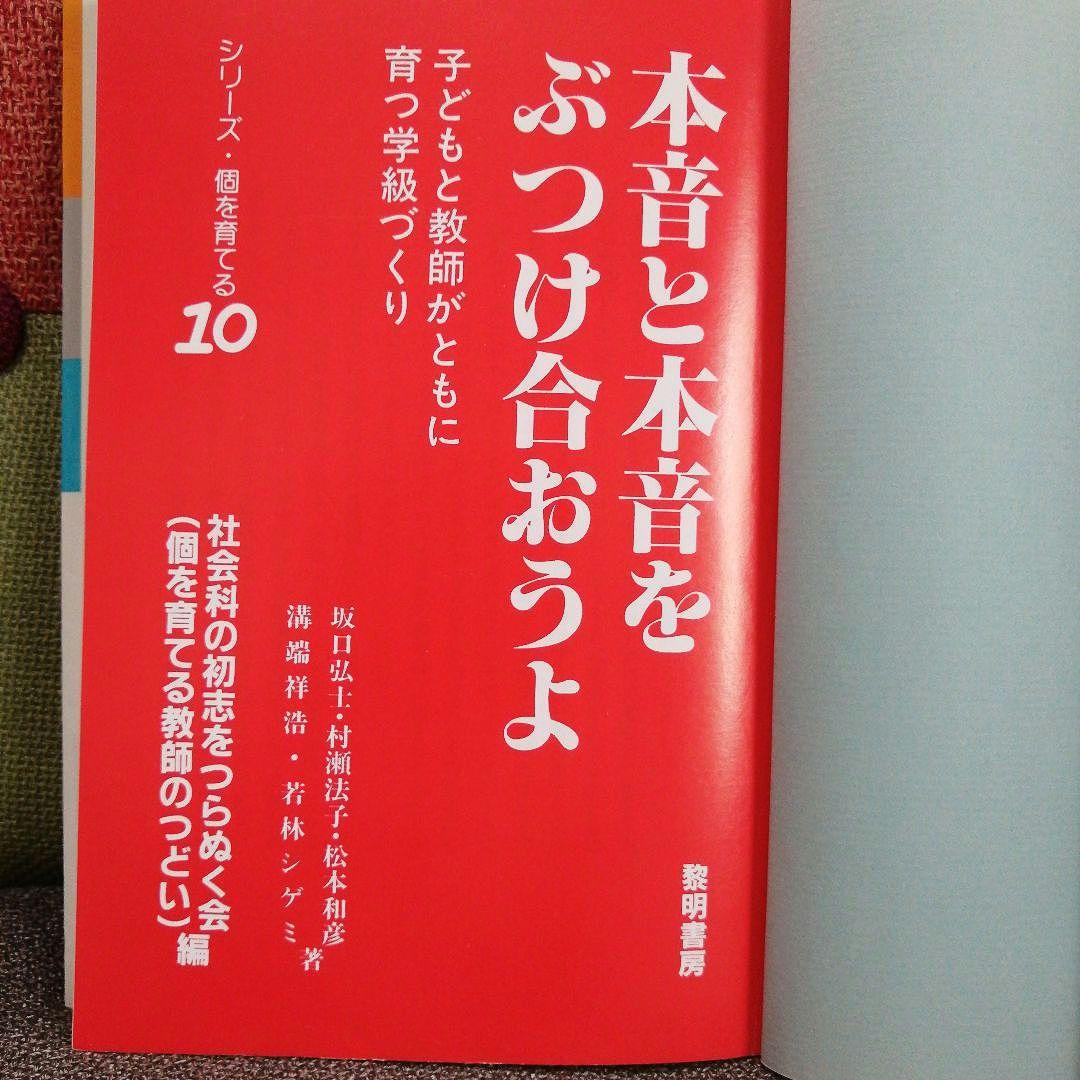 本音と本音を
ぶつけ合おうよ
子どもと教師がともに
育つ学級づくり
シリーズ・個を育てる10
坂口弘士・村瀬法子・松本和彦
溝端祥浩・若林シゲミ 著
社会科の初志をつらぬく会
(個を育てる教師のつどい)編
黎明書房